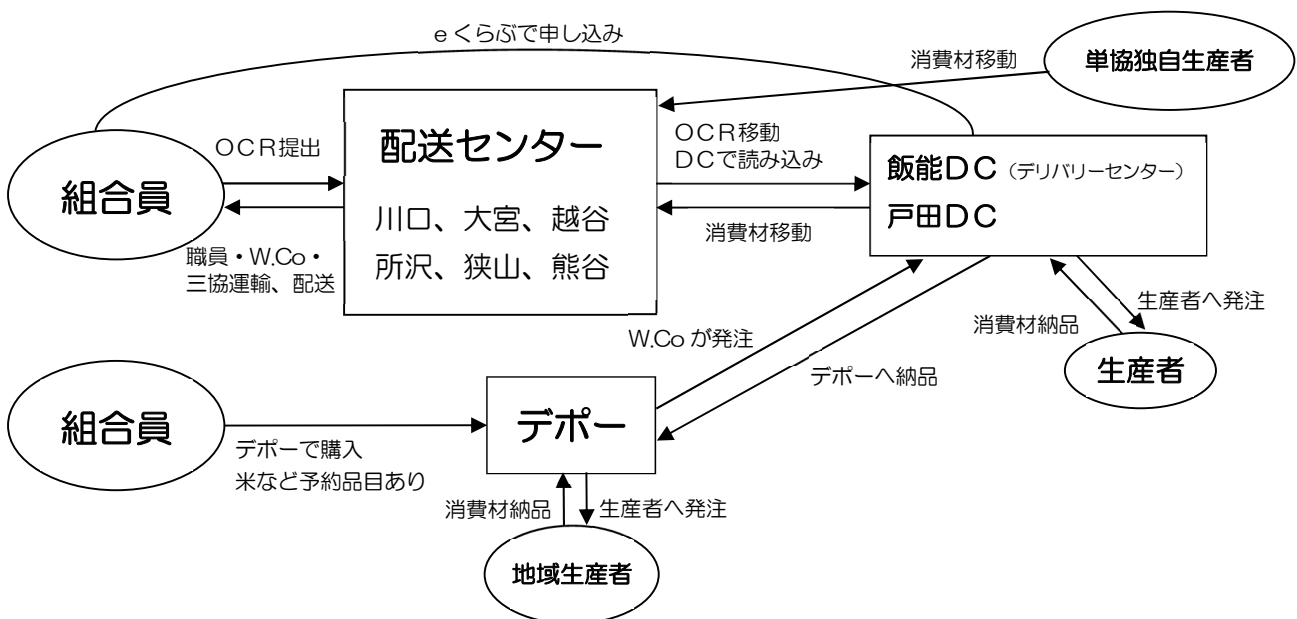 eくらぶで申し込み
消費材移動
単協独自生産者
組合員
OCR提出
職員・W.Co・
三協運輸、配送
配送センター
川口、大宮、越谷
所沢、狭山、熊谷
OCR移動
DCで読み込み
消費材移動
飯能DC（デリバリーセンター）
戸田DC
生産者へ発注
消費材納品
生産者
W.Coが発注
デポーへ納品
組合員
デポーで購入
米など予約品目あり
デポー
消費材納品
生産者へ発注
地域生産者